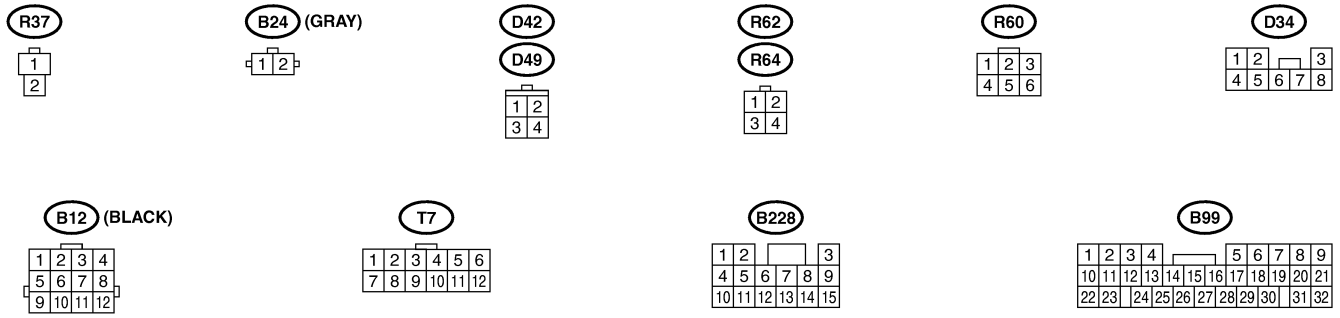 R37
1
2
B24 (GRAY)
1 2
D42
D49
1 2
3 4
R62
R64
1 2
3 4
R60
1 2 3
4 5 6
D34
1 2 3
4 5 6 7 8
B12 (BLACK)
1 2 3 4
5 6 7 8
9 10 11 12
T7
1 2 3 4 5 6
7 8 9 10 11 12
B228
1 2 3
4 5 6 7 8 9
10 11 12 13 14 15
B99
1 2 3 4 5 6 7 8 9
10 11 12 13 14 15 16 17 18 19 20 21
22 23 24 25 26 27 28 29 30 31 32